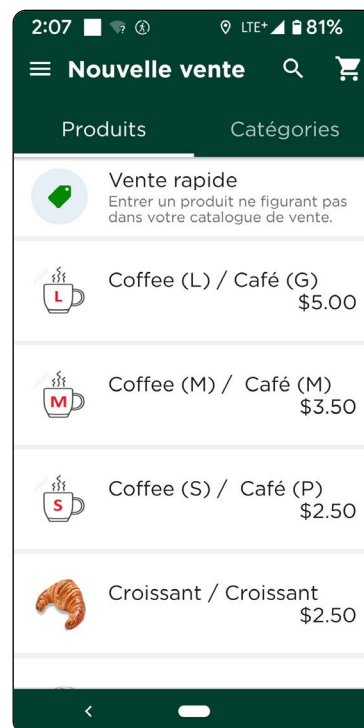 2:07 LTE+ 81%
Nouvelle vente
Produits Catégories
Vente rapide
Entrer un produit ne figurant pas
dans votre catalogue de vente.
Coffee (L) / Café (G)
L
$5.00
Coffee (M) / Café (M)
M
$3.50
Coffee (S) / Café (P)
S
$2.50
Croissant / Croissant
$2.50